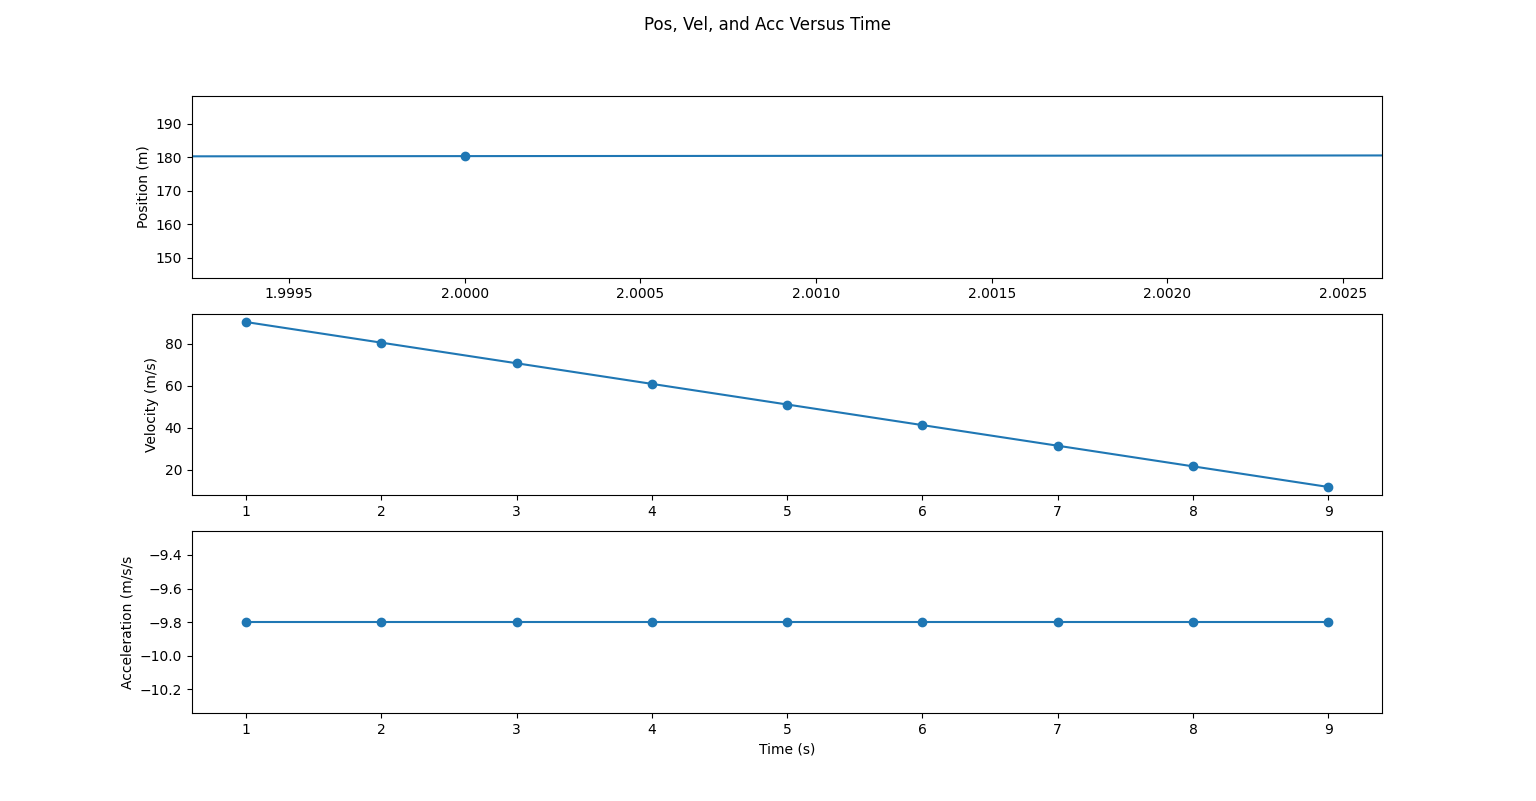 Pos, Vel, and Acc Versus Time
Position (m)
190
180
170
160
150
1.9995 2.0000 2.0005 2.0010 2.0015 2.0020 2.0025
Velocity (m/s)
80
60
40
20
1 2 3 4 5 6 7 8 9
Acceleration (m/s/s
−9.4
−9.6
−9.8
−10.0
−10.2
1 2 3 4 5 6 7 8 9
Time (s)